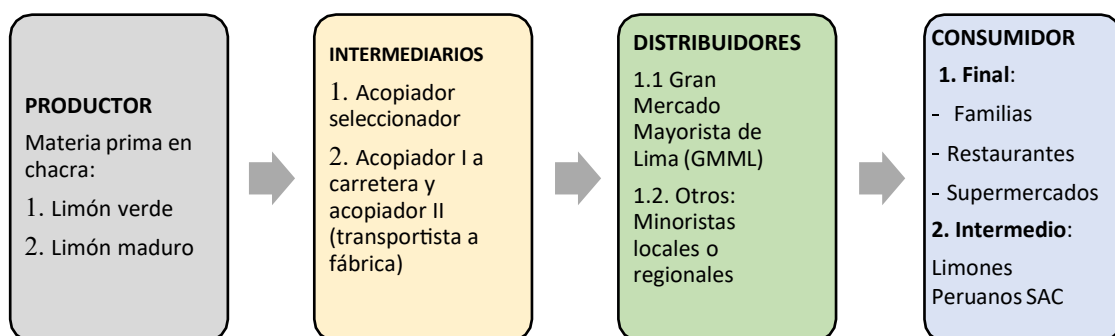 PRODUCTOR
Materia prima en
chacra:
1. Limón verde
2. Limón maduro
INTERMEDIARIOS
1. Acopiador
seleccionador
2. Acopiador I a
carretera y
acopiador II
(transportista a
fábrica)
DISTRIBUIDORES
1.1 Gran
Mercado
Mayorista de
Lima (GMML)
1.2. Otros:
Minoristas
locales o
regionales
CONSUMIDOR
1. Final:
- Familias
- Restaurantes
- Supermercados
2. Intermedio:
Limones
Peruanos SAC